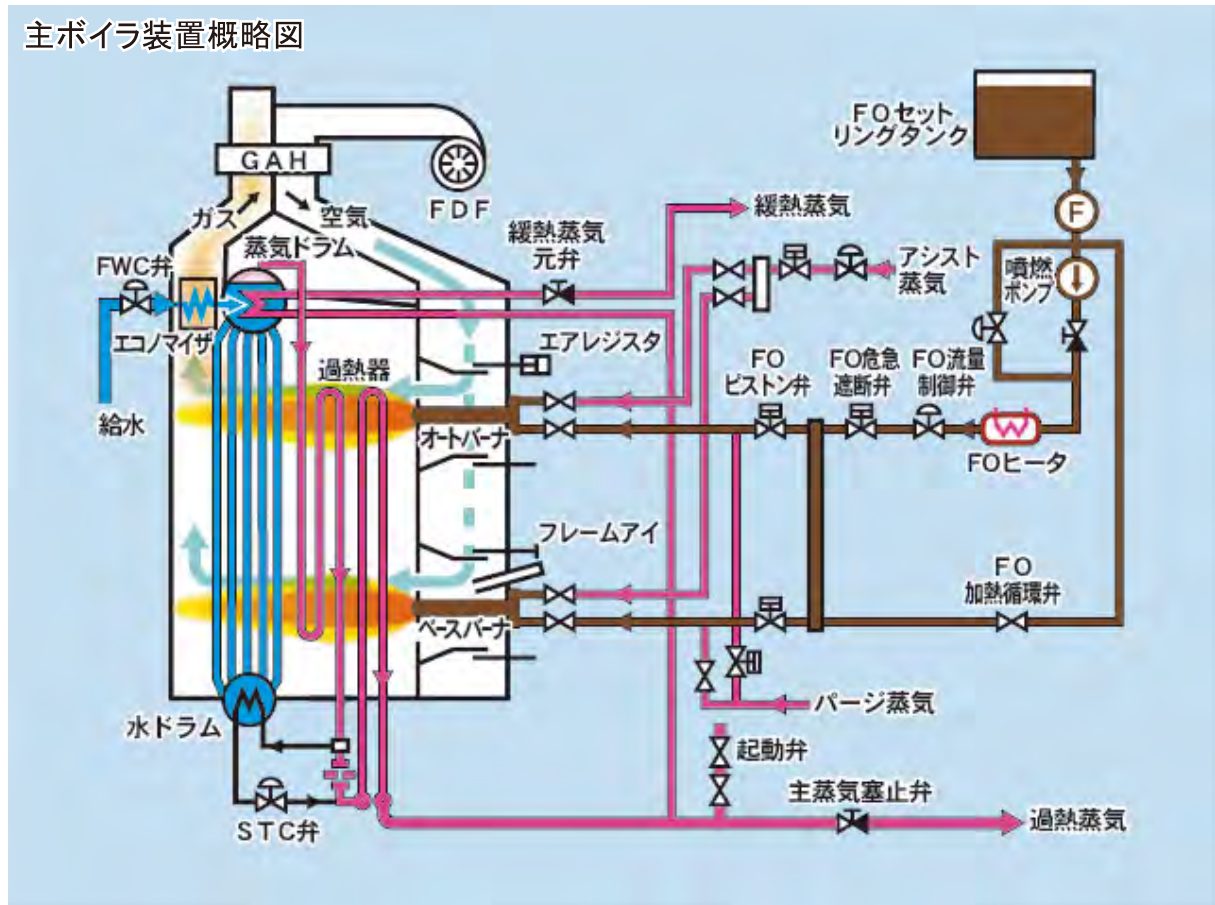 主ボイラ装置概略図
FOセット
リングタンク
GAH
FDF
F
ガス
空気
緩熱蒸気
緩熱蒸気
元弁
蒸気ドラム
FWC弁
アシスト
蒸気
噴燃
ポンプ
エコノマイザ
エアレジスタ
過熱器
FO
ピストン弁
FO危急
遮断弁
FO流量
制御弁
給水
オートバーナ
FOヒータ
フレームアイ
FO
加熱循環弁
ベースバーナ
パージ蒸気
水ドラム
起動弁
主蒸気塞止弁
過熱蒸気
STC弁